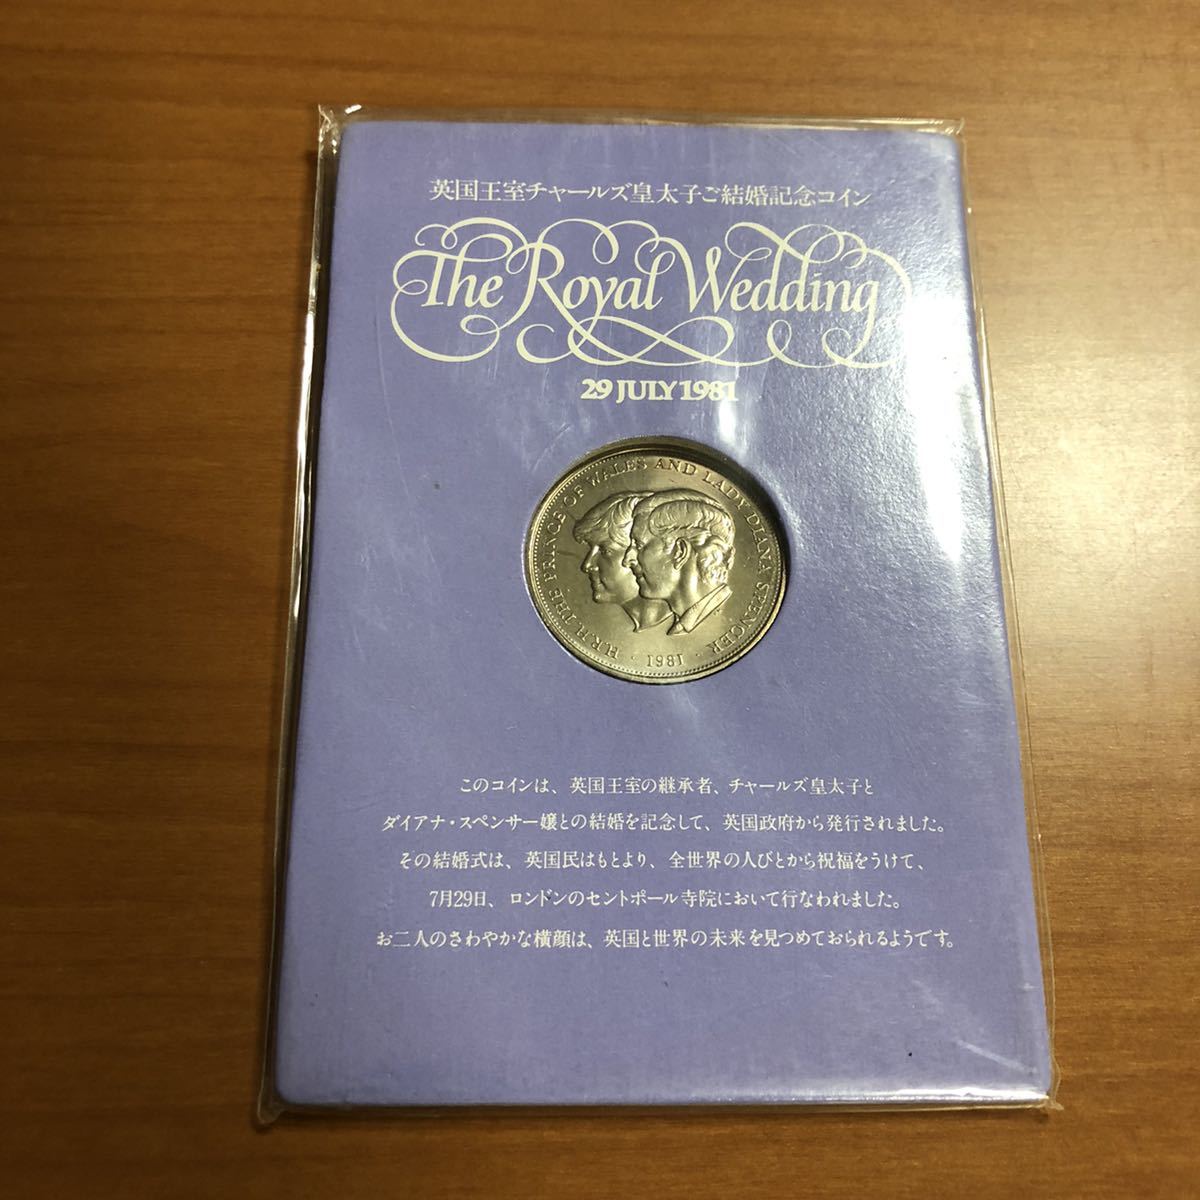 英国王室チャールズ皇太子ご結婚記念コイン
The Royal Wedding
29 JULY 1981
H.R.H. THE PRINCE OF WALES AND LADY DIANA SPENCER
· 1981 ·
このコインは、英国王室の継承者、チャールズ皇太子と
ダイアナ・スペンサー嬢との結婚を記念して、英国政府から発行されました。
その結婚式は、英国民はもとより、全世界の人びとから祝福をうけて、
7月29日、ロンドンのセントポール寺院において行なわれました。
お二人のさわやかな横顔は、英国と世界の未来を見つめておられるようです。